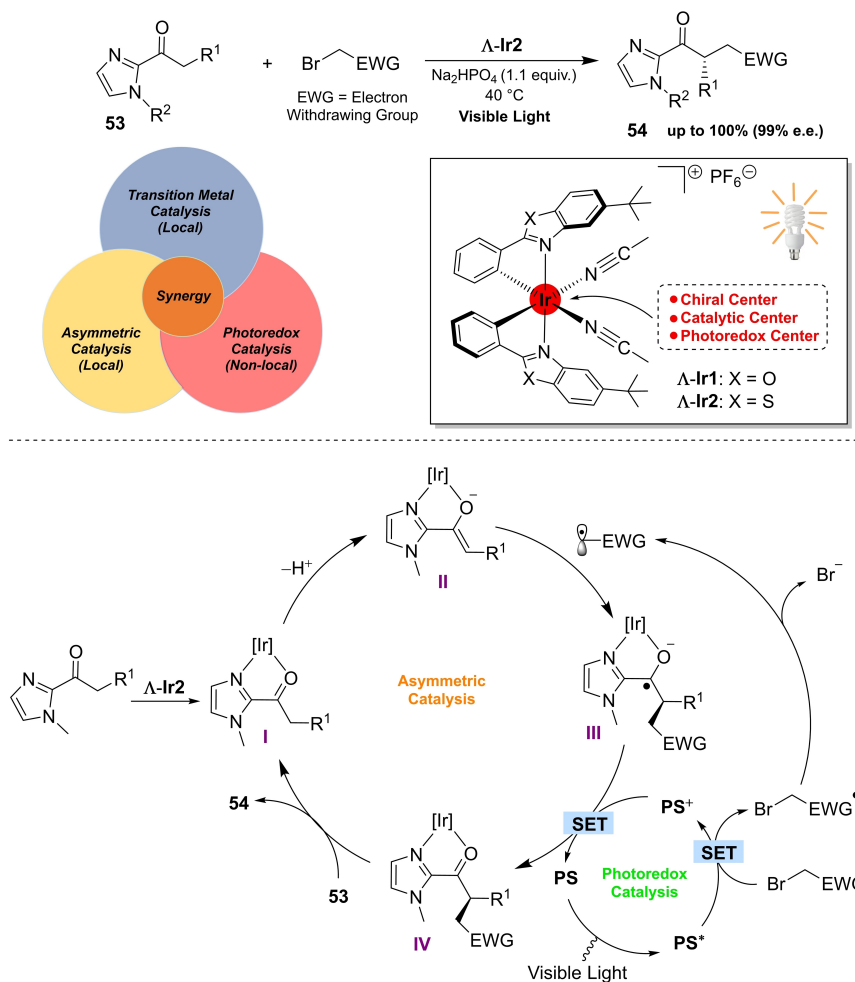 O
N
N
R¹
R²
53
+
Br
EWG
EWG = Electron
Withdrawing Group
Λ-Ir2
Na₂HPO₄ (1.1 equiv.)
40 °C
Visible Light
O
N
N
R²
R¹
EWG
54 up to 100% (99% e.e.)
Transition Metal
Catalysis
(Local)
Synergy
Asymmetric
Catalysis
(Local)
Photoredox
Catalysis
(Non-local)
⊕ PF₆⊖
X
N
N≡C
Ir
N≡C
N
X
Chiral Center
Catalytic Center
Photoredox Center
Λ-Ir1: X = O
Λ-Ir2: X = S
[Ir]
N
O⁻
N
R¹
II
–H⁺
•–EWG
Br⁻
O
N
N
R¹
Λ-Ir2
[Ir]
N
O
N
R¹
I
Asymmetric
Catalysis
[Ir]
N
O⁻
N
R¹
EWG
III
54
53
[Ir]
N
O
N
R¹
EWG
IV
SET
PS⁺
PS
Photoredox
Catalysis
SET
Br
EWG•
Br
EWG
PS*
Visible Light